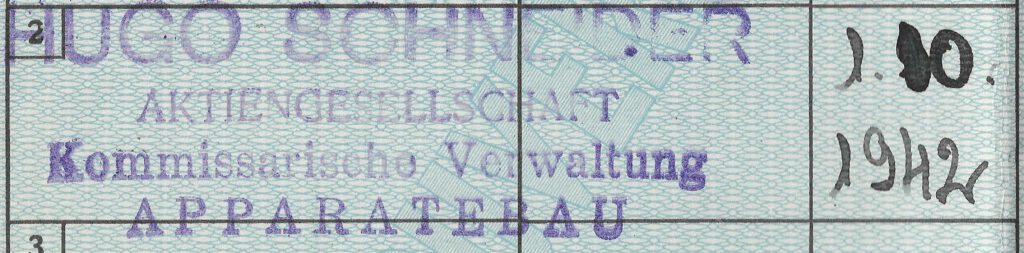 2
HUGO SCHNEIDER
AKTIENGESELLSCHAFT
Kommissarische Verwaltung
APPARATEBAU
1. 10.
1942
3